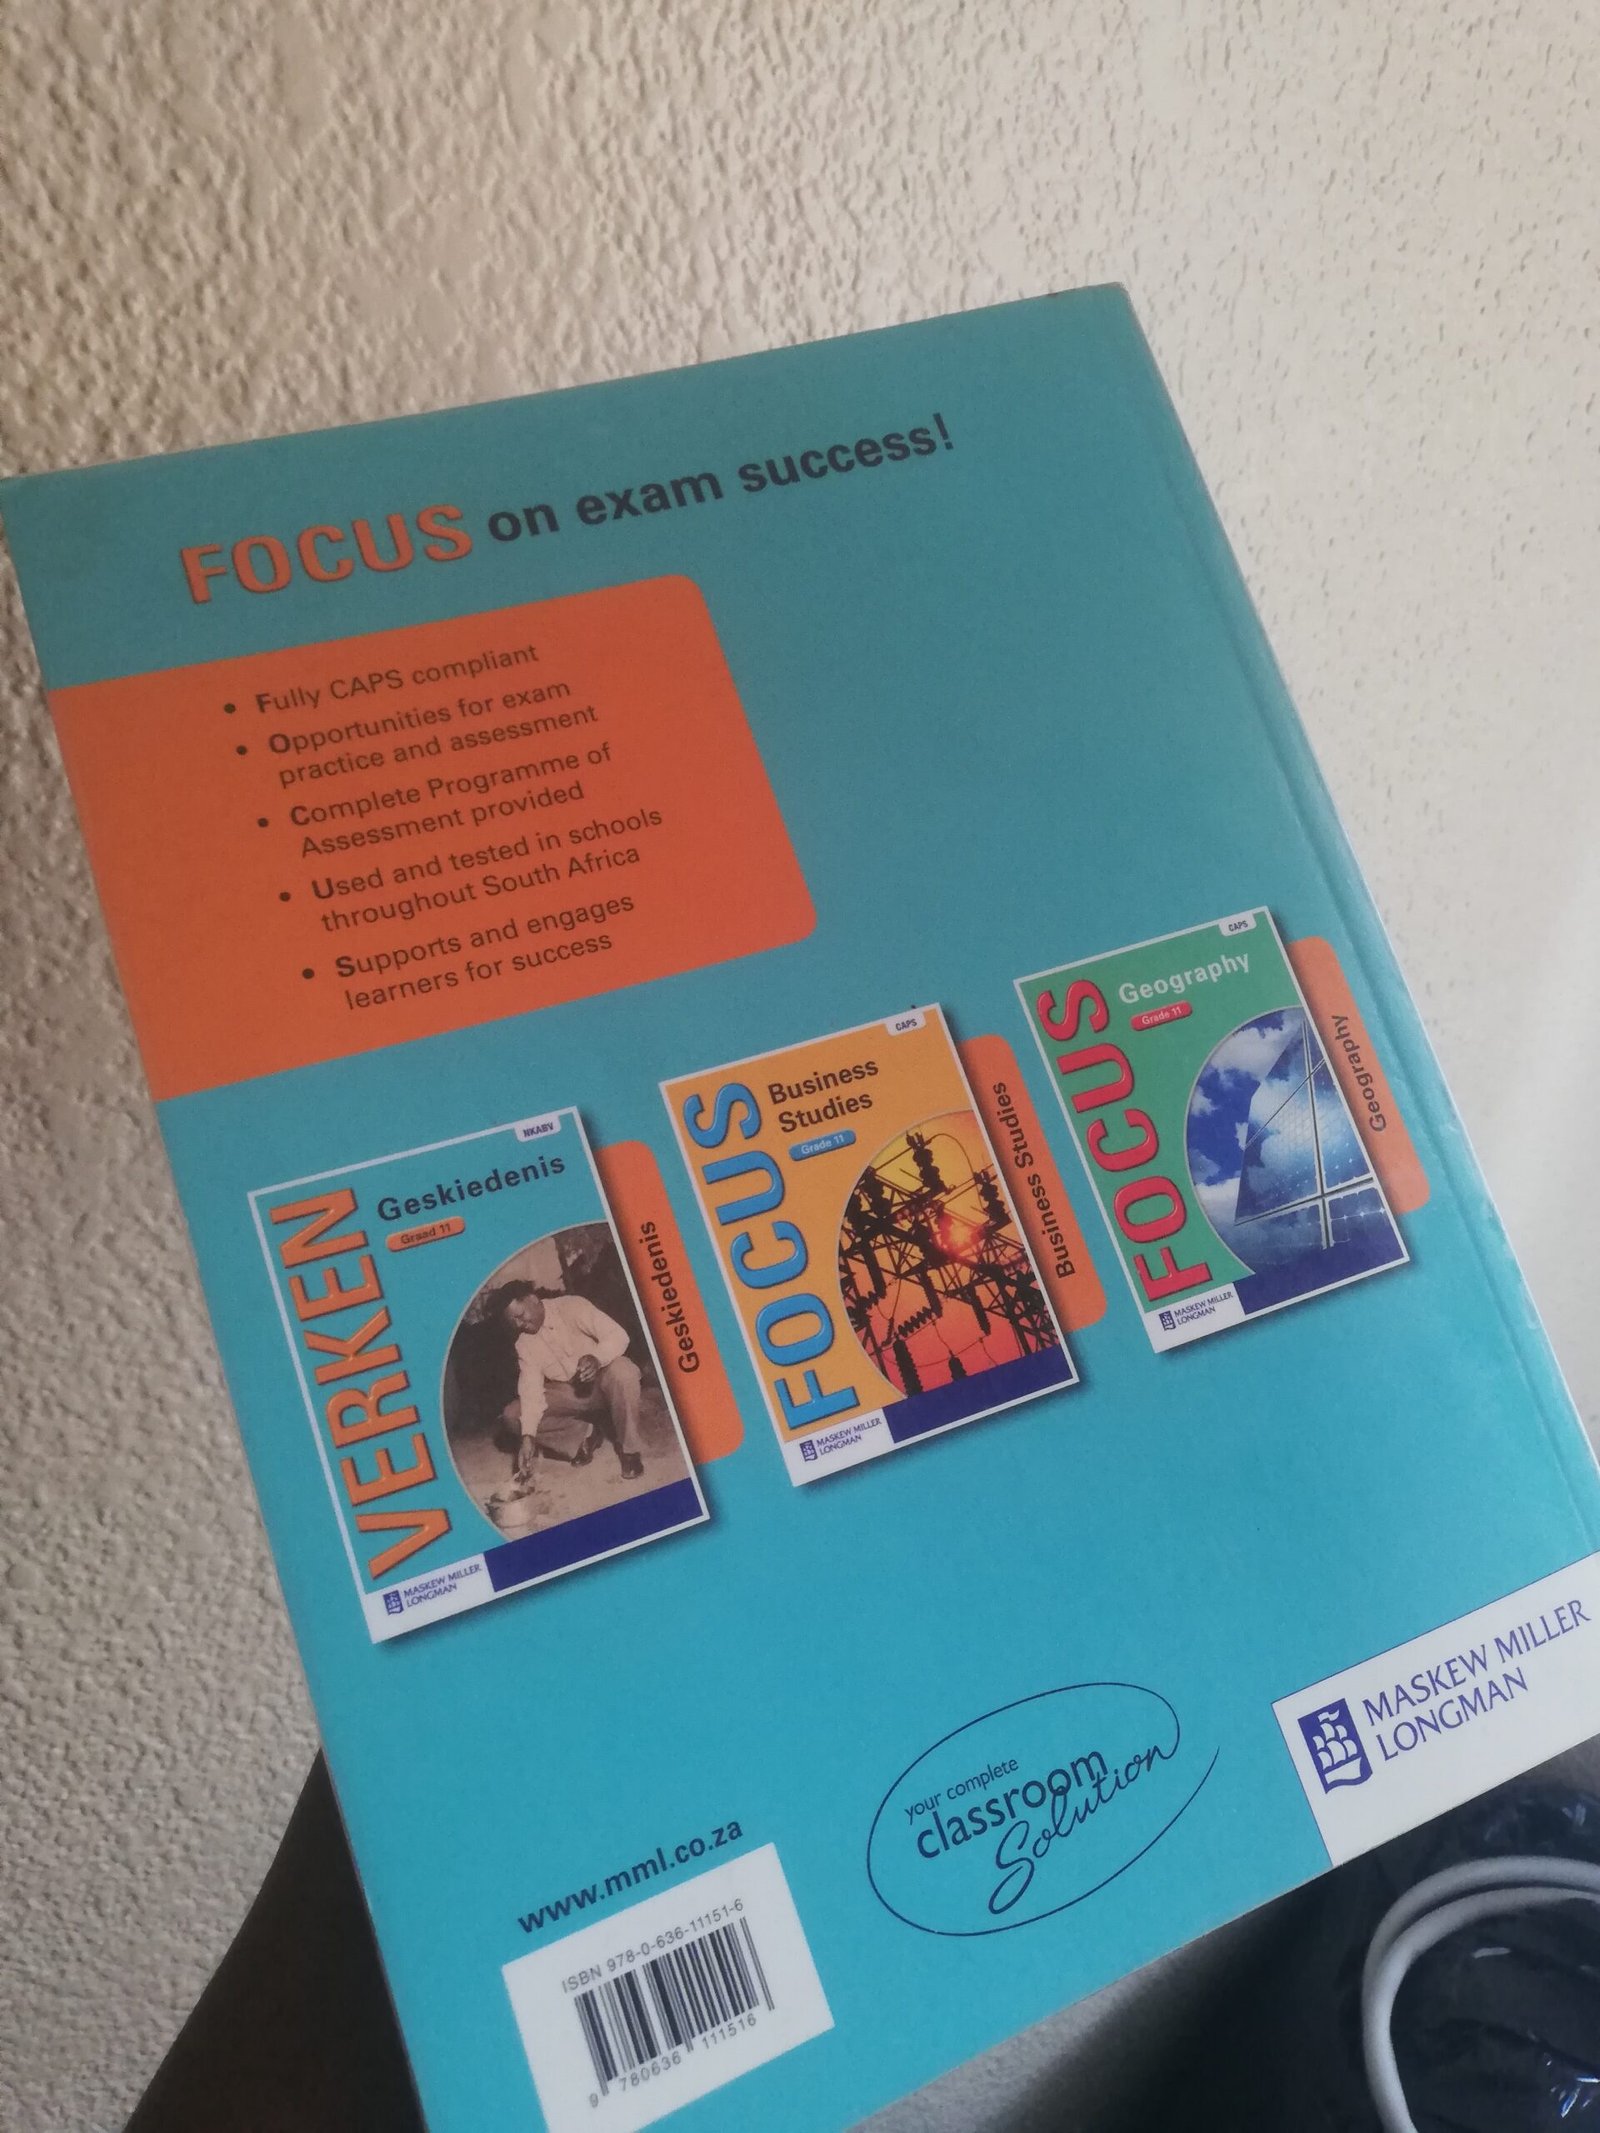 FOCUS on exam success!
• Fully CAPS compliant
• Opportunities for exam
practice and assessment
• Complete Programme of
Assessment provided
• Used and tested in schools
throughout South Africa
• Supports and engages
learners for success
NKABV
VERKEN
Geskiedenis
Graad 11
Geskiedenis
MASKEW MILLER
LONGMAN
CAPS
FOCUS
Business
Studies
Grade 11
Business Studies
MASKEW MILLER
LONGMAN
CAPS
FOCUS
Geography
Grade 11
Geography
MASKEW MILLER
LONGMAN
www.mml.co.za
ISBN 978-0-636-11151-6
9 780636 111516
your complete
classroom
Solution
MASKEW MILLER
LONGMAN